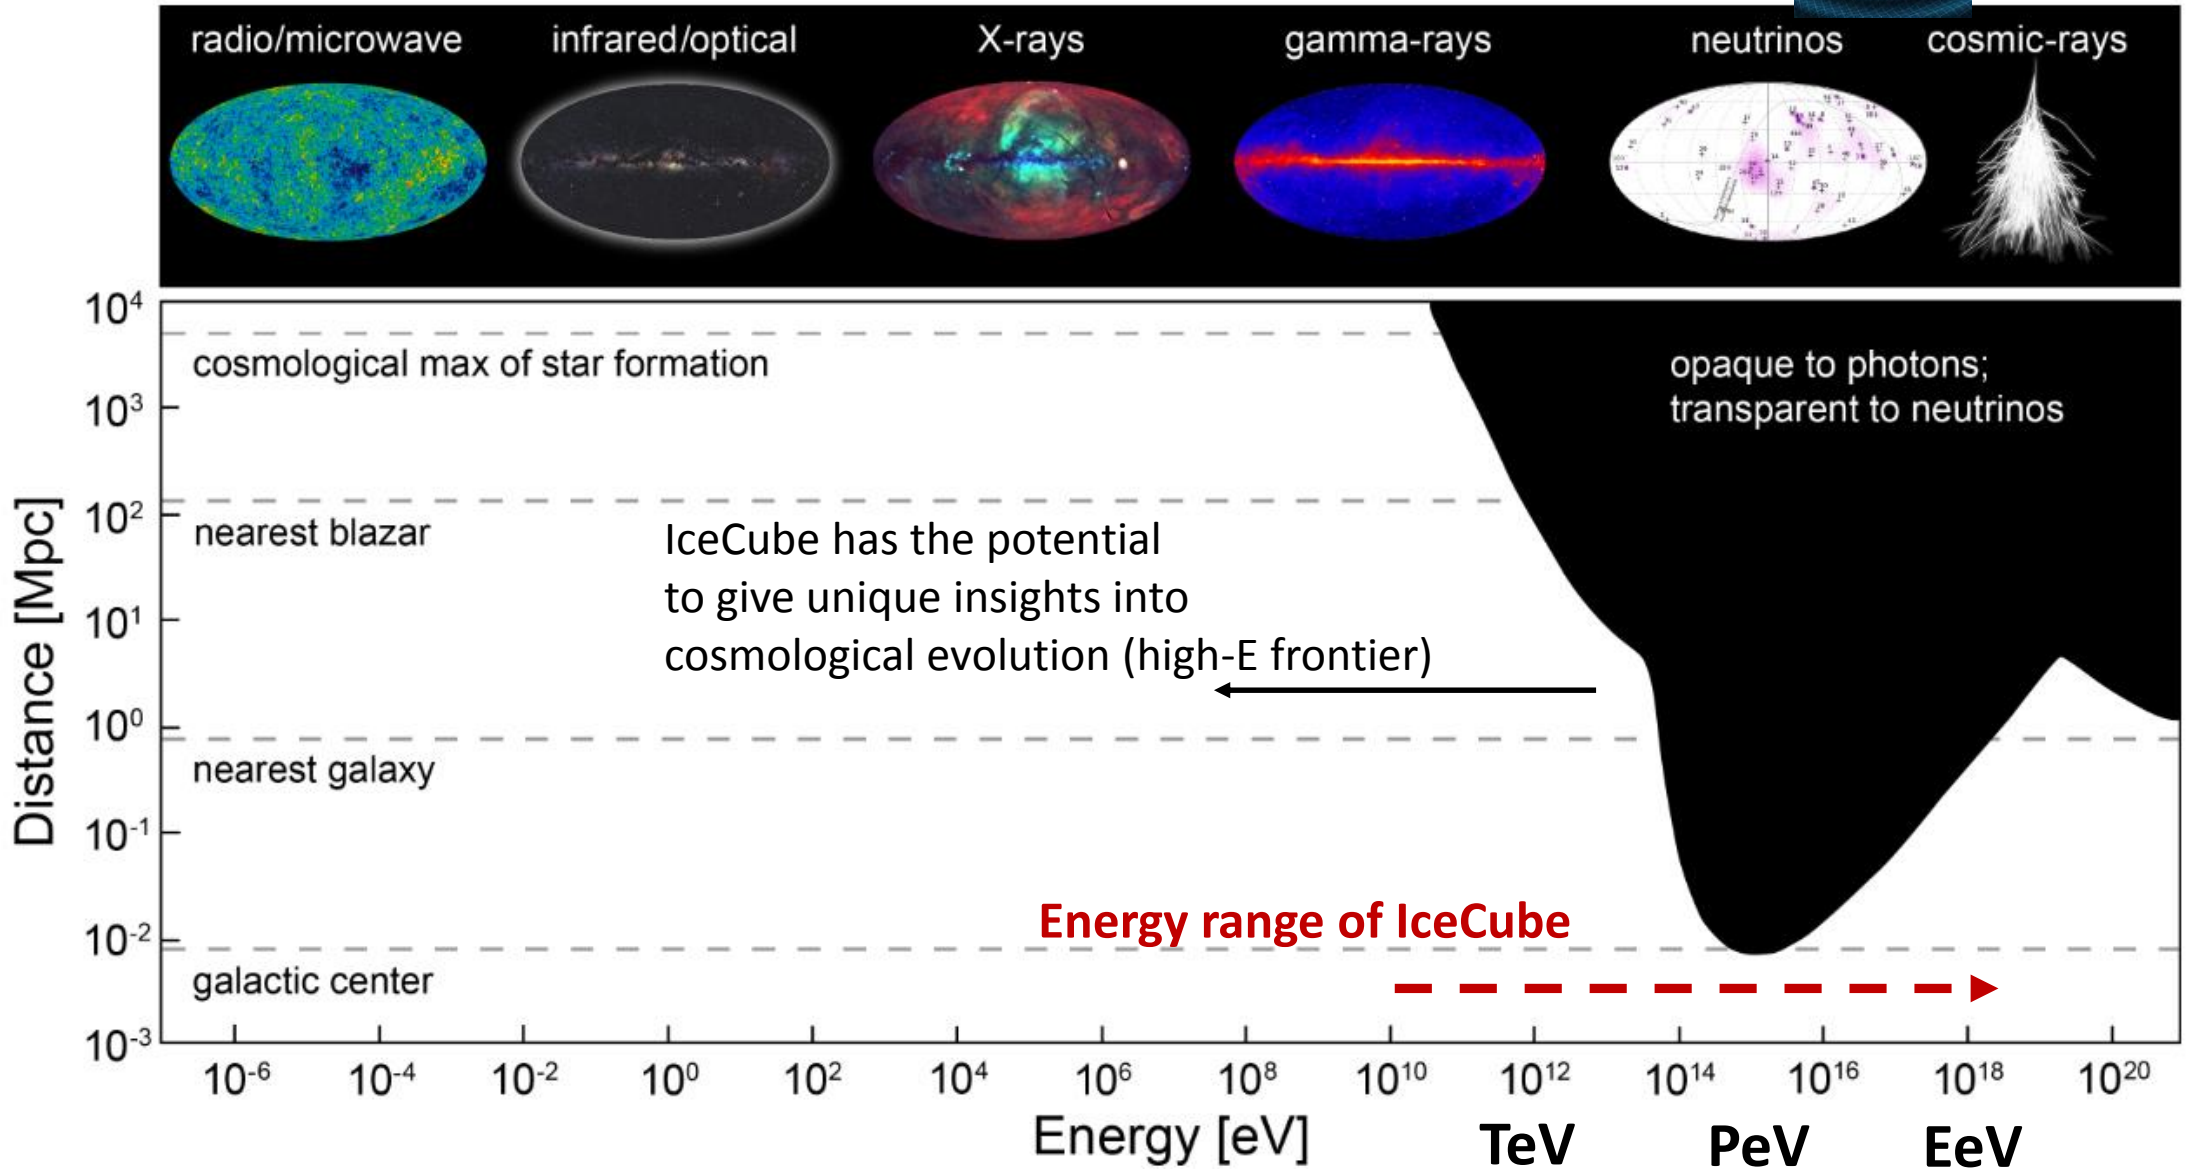 radio/microwave
infrared/optical
X-rays
gamma-rays
neutrinos
cosmic-rays
10⁴
cosmological max of star formation
opaque to photons;
transparent to neutrinos
10³
10²
nearest blazar
IceCube has the potential
to give unique insights into
cosmological evolution (high-E frontier)
10¹
10⁰
nearest galaxy
10⁻¹
Energy range of IceCube
10⁻²
galactic center
10⁻³
Distance [Mpc]
10⁻⁶ 10⁻⁴ 10⁻² 10⁰ 10² 10⁴ 10⁶ 10⁸ 10¹⁰ 10¹² 10¹⁴ 10¹⁶ 10¹⁸ 10²⁰
Energy [eV]
TeV
PeV
EeV